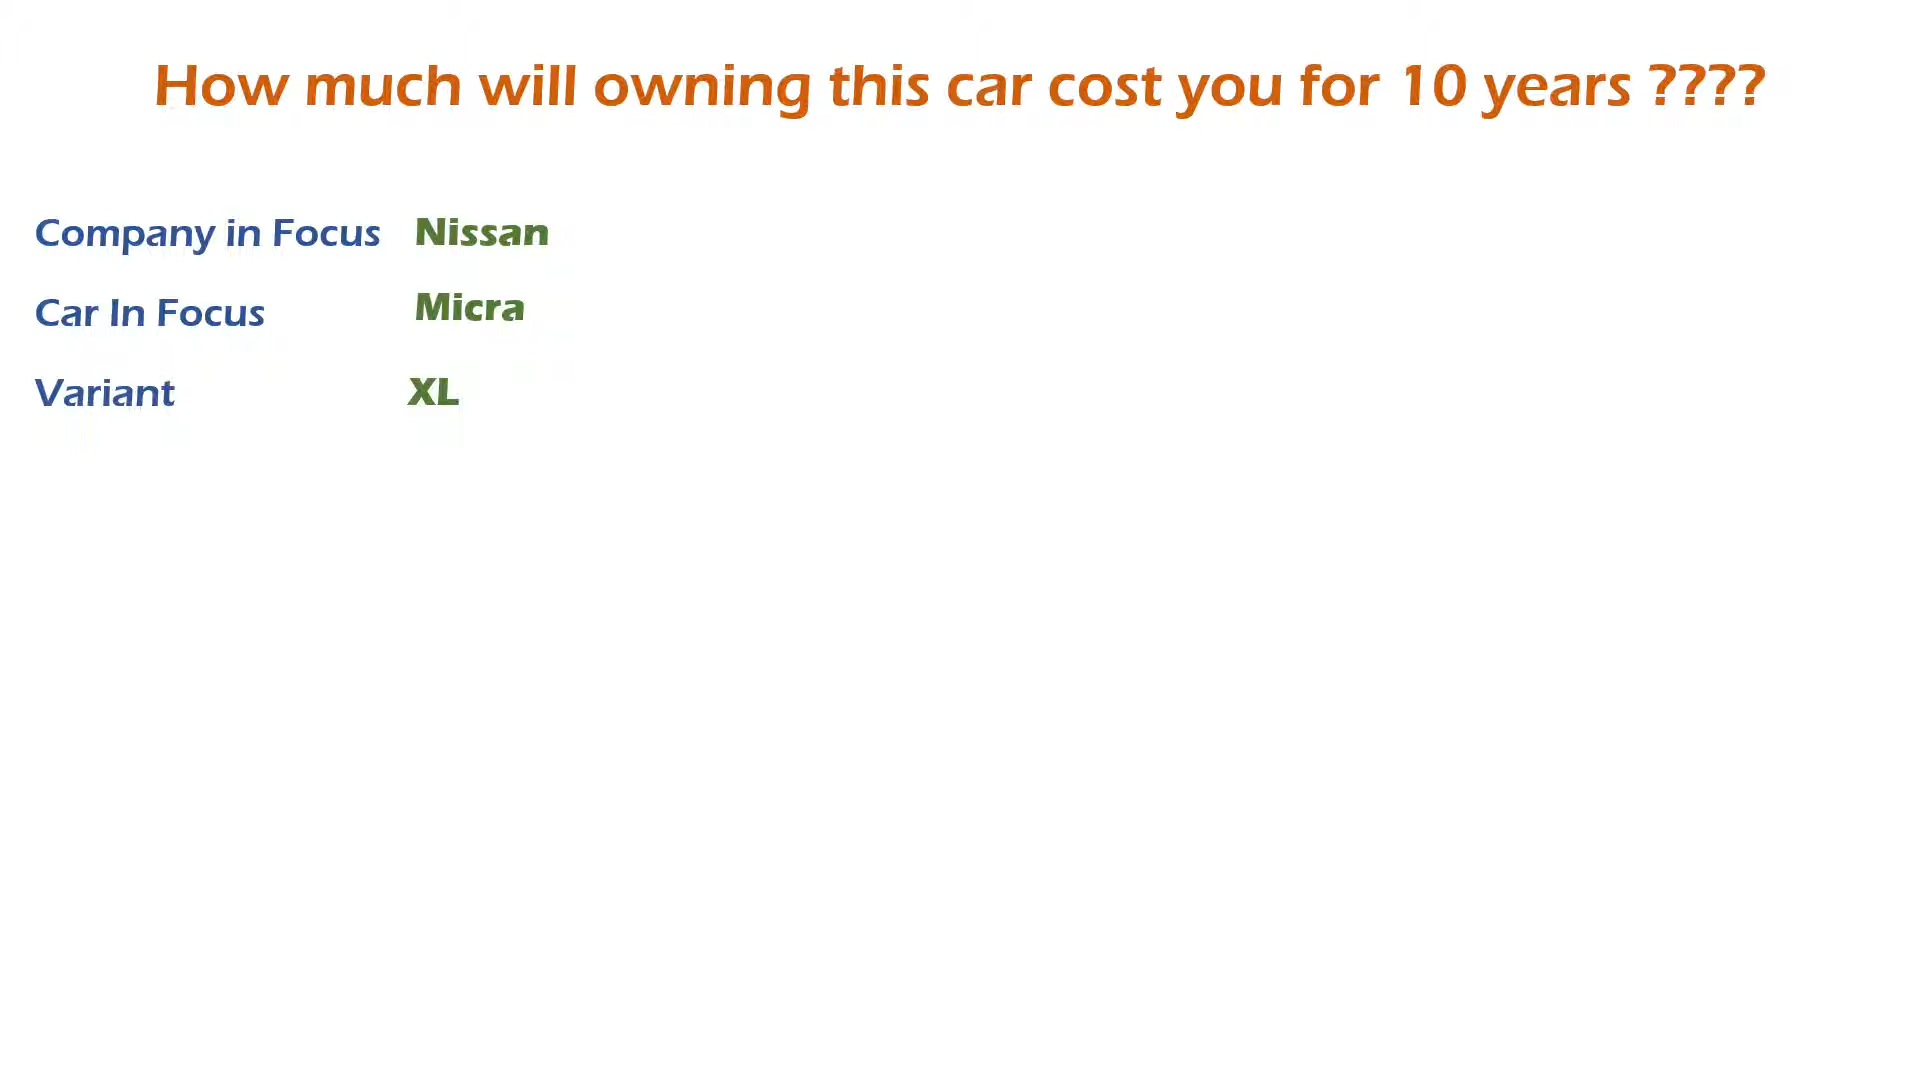 How much will owning this car cost you for 10 years ????
Company in Focus Nissan
Car In Focus Micra
Variant XL